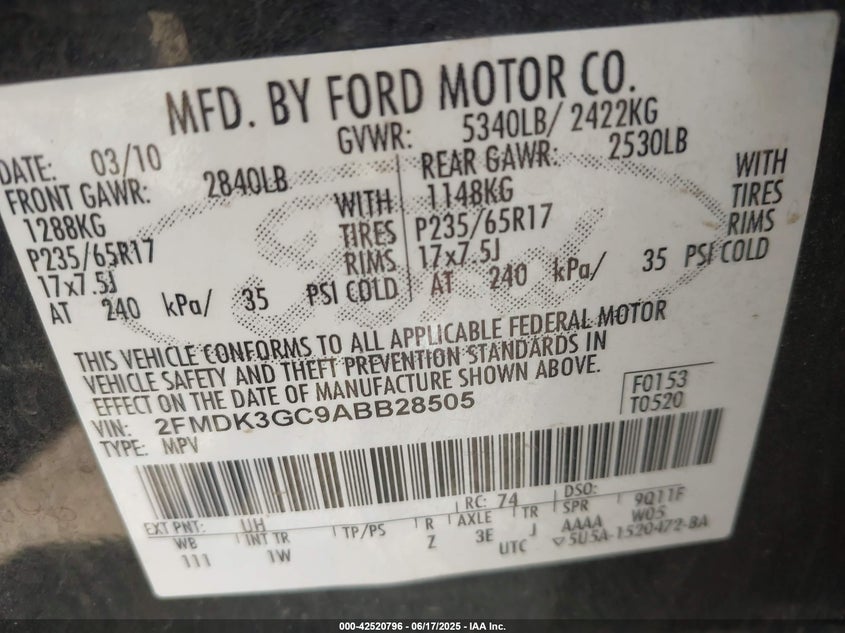 MFD. BY FORD MOTOR CO.
DATE: 03/10 GVWR: 5340LB/ 2422KG
FRONT GAWR: 2840LB REAR GAWR: 2530LB
1288KG WITH 1148KG WITH
P235/65R17 TIRES P235/65R17 TIRES
17x7.5J RIMS 17x7.5J RIMS
AT 240 kPa/ 35 PSI COLD AT 240 kPa/ 35 PSI COLD
THIS VEHICLE CONFORMS TO ALL APPLICABLE FEDERAL MOTOR
VEHICLE SAFETY AND THEFT PREVENTION STANDARDS IN
EFFECT ON THE DATE OF MANUFACTURE SHOWN ABOVE.
VIN: 2FMDK3GC9ABB28505 F0153
TYPE: MPV T0520
EXT PNT: UH RC: 74 DSO:
WB INT TR TP/PS R AXLE TR SPR 9Q11F
111 1W Z 3E J AAAA W05
UTC ▽5U5A-1520472-BA
000-42520796 - 06/17/2025 - IAA Inc.